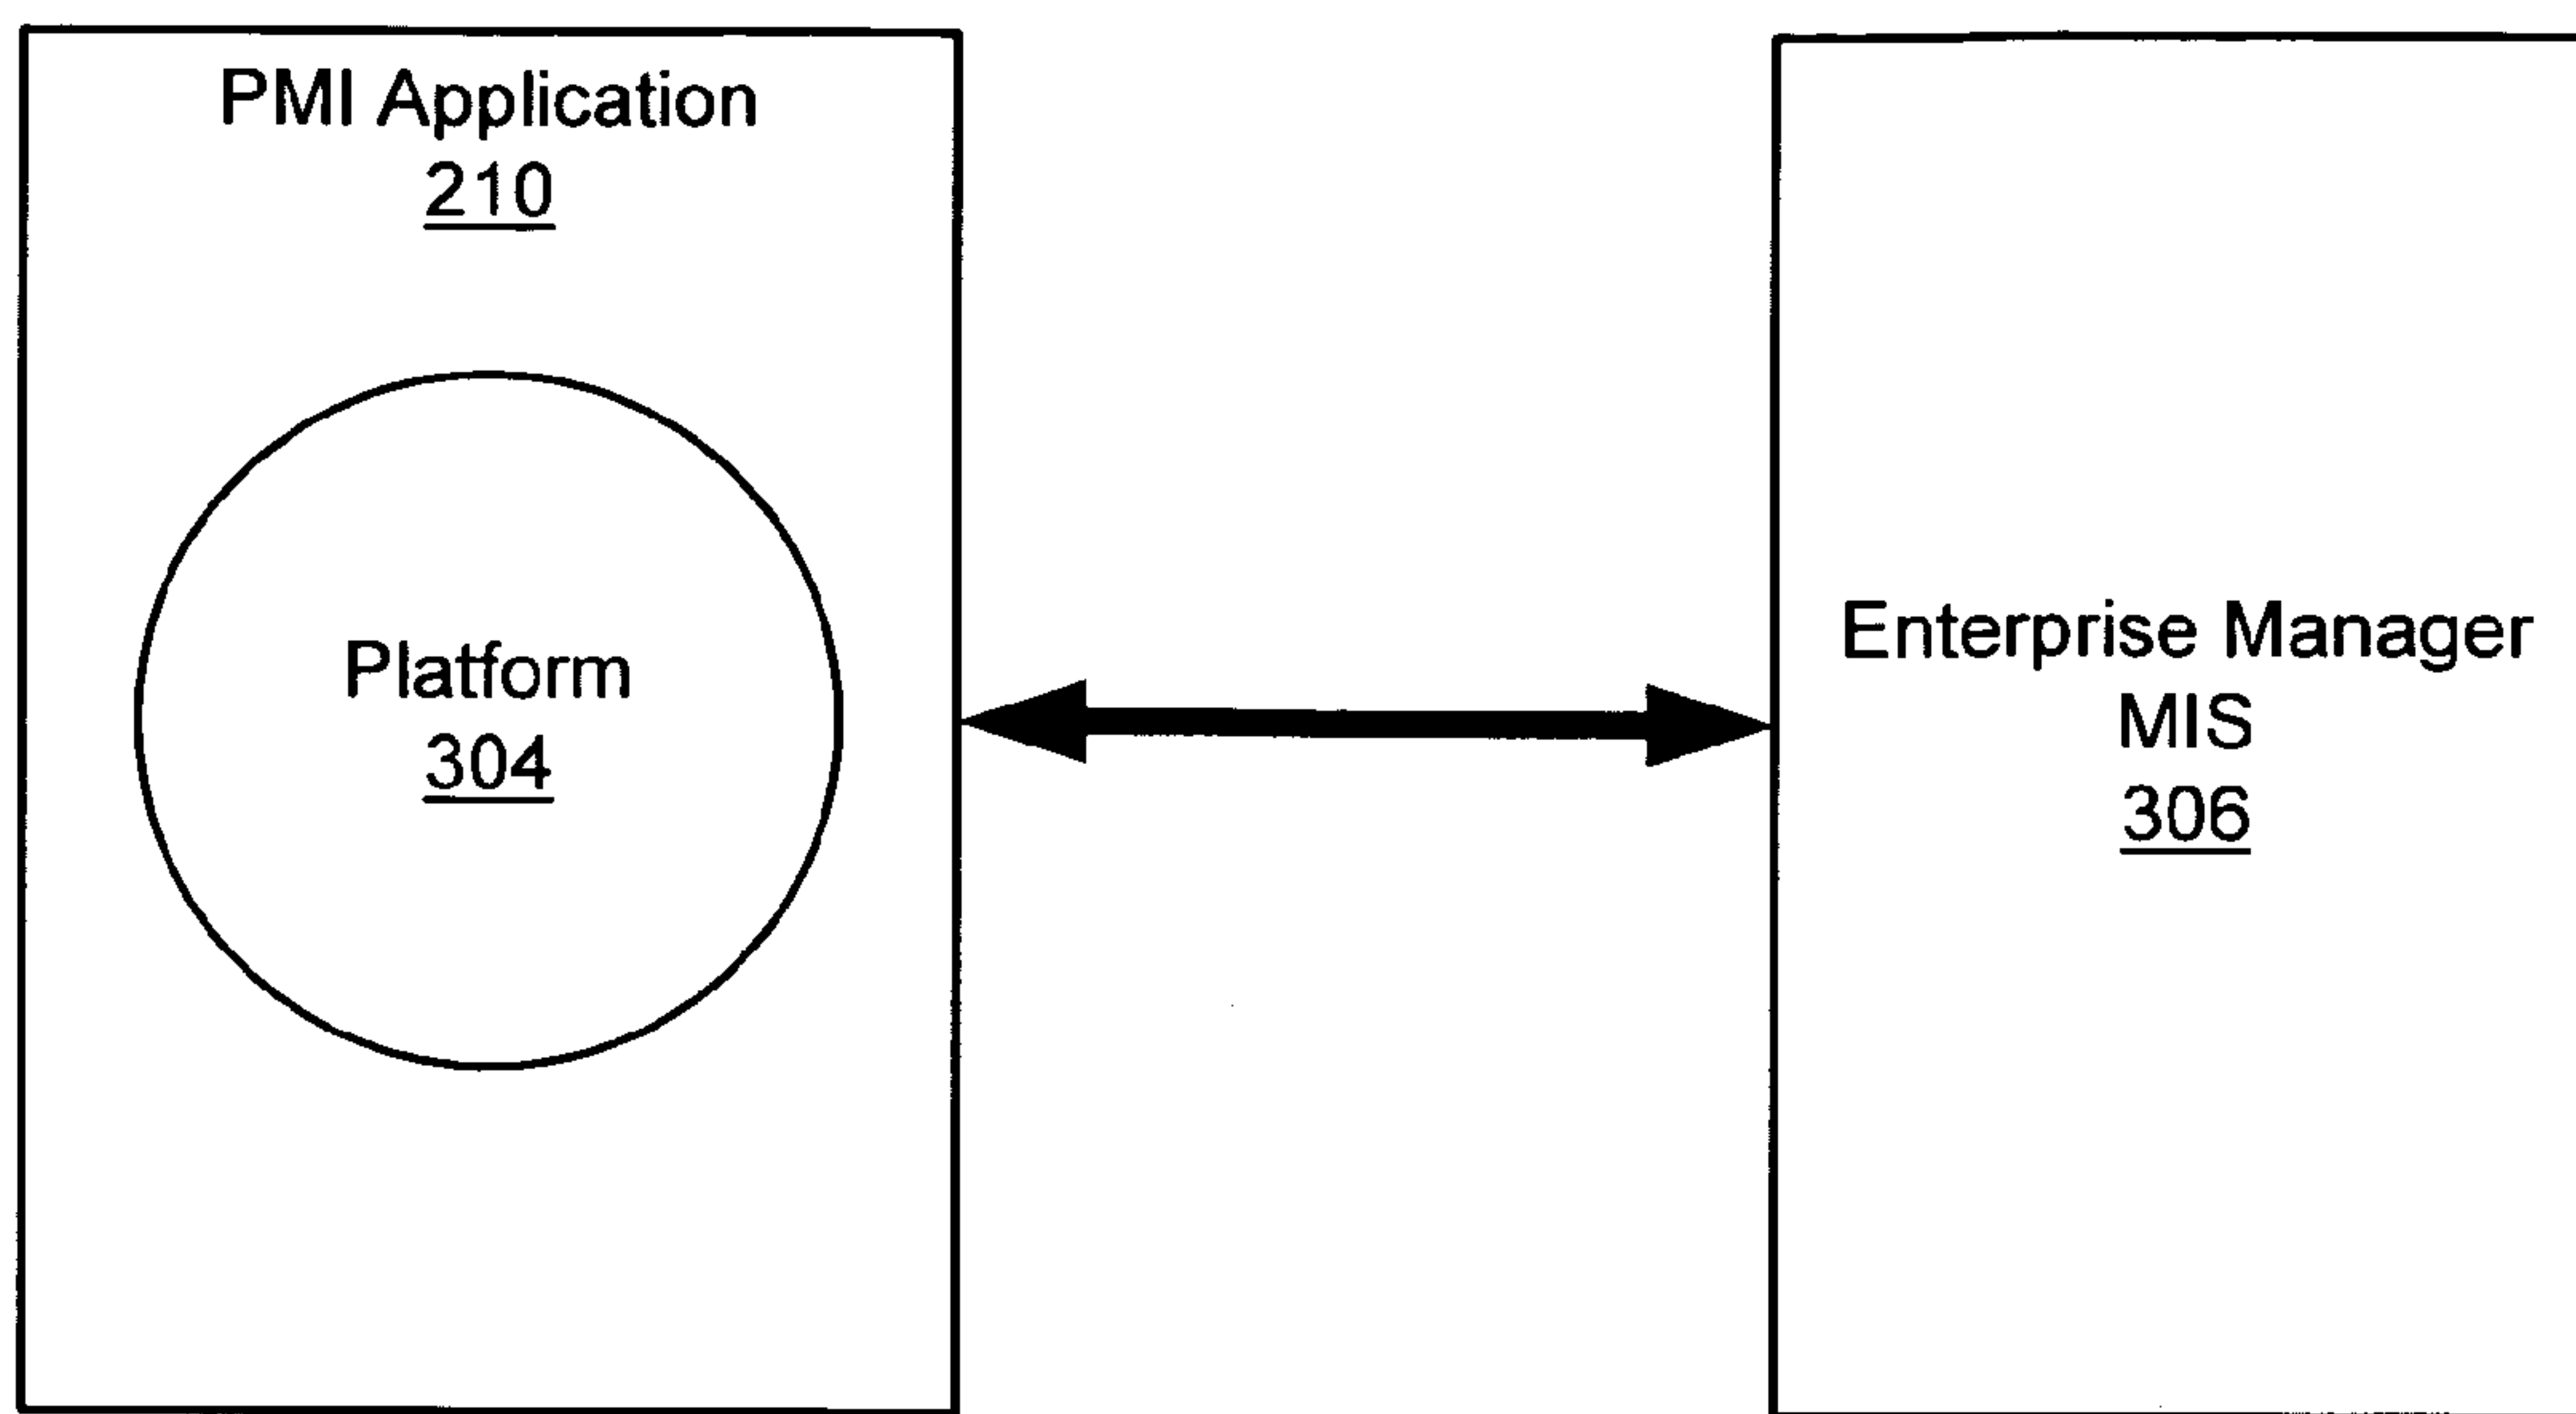 PMI Application
210
Platform
304
Enterprise Manager
MIS
306